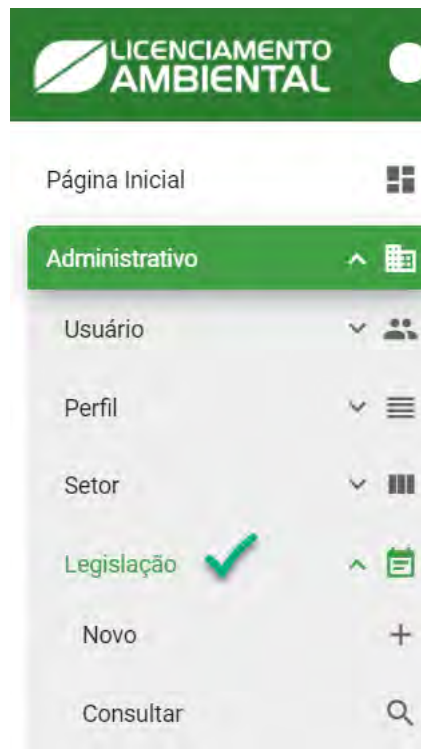 LICENCIAMENTO
AMBIENTAL
Página Inicial
Administrativo
Usuário
Perfil
Setor
Legislação
Novo
Consultar